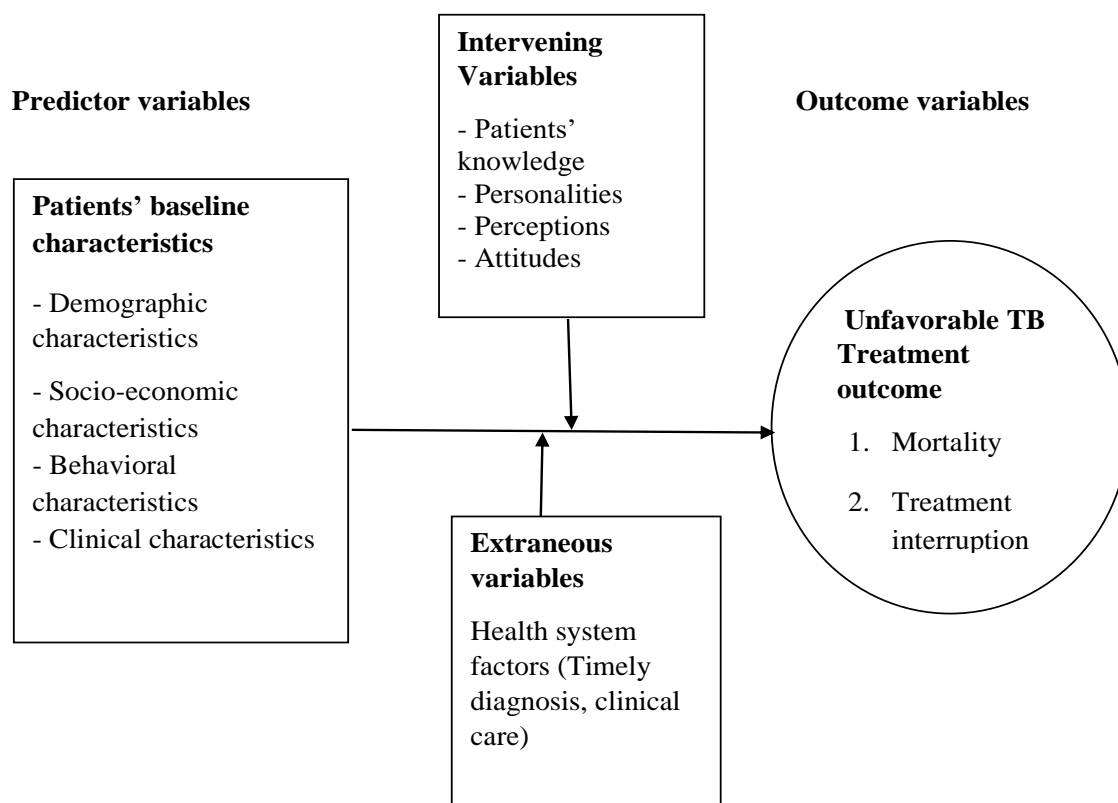 Predictor variables
Patients’ baseline
characteristics
- Demographic
characteristics
- Socio-economic
characteristics
- Behavioral
characteristics
- Clinical characteristics
Intervening
Variables
- Patients’
knowledge
- Personalities
- Perceptions
- Attitudes
Extraneous
variables
Health system
factors (Timely
diagnosis, clinical
care)
Outcome variables
Unfavorable TB
Treatment
outcome
1. Mortality
2. Treatment
interruption